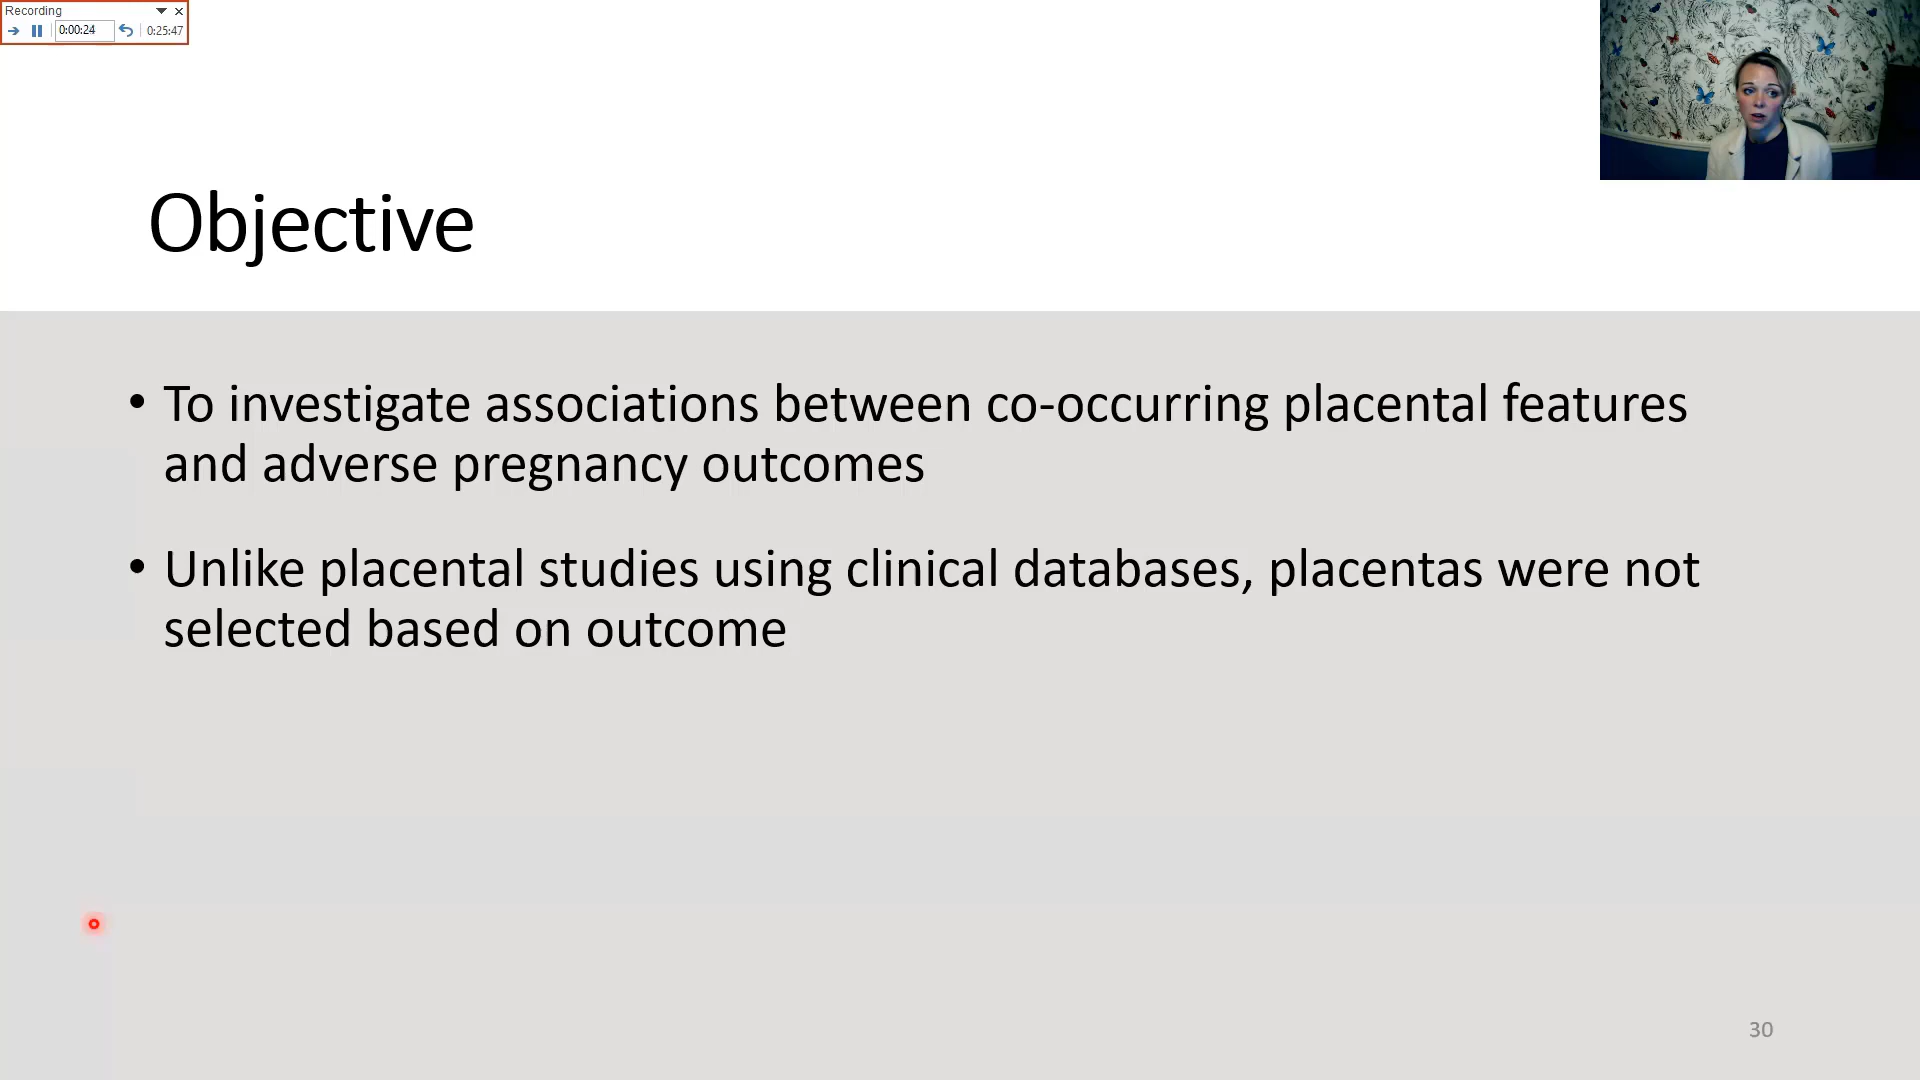 Recording
0:00:24 0:25:47
Objective
• To investigate associations between co-occurring placental features
and adverse pregnancy outcomes
• Unlike placental studies using clinical databases, placentas were not
selected based on outcome
30